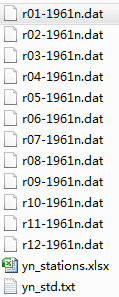 r01-1961n.dat
r02-1961n.dat
r03-1961n.dat
r04-1961n.dat
r05-1961n.dat
r06-1961n.dat
r07-1961n.dat
r08-1961n.dat
r09-1961n.dat
r10-1961n.dat
r11-1961n.dat
r12-1961n.dat
yn_stations.xlsx
yn_std.txt